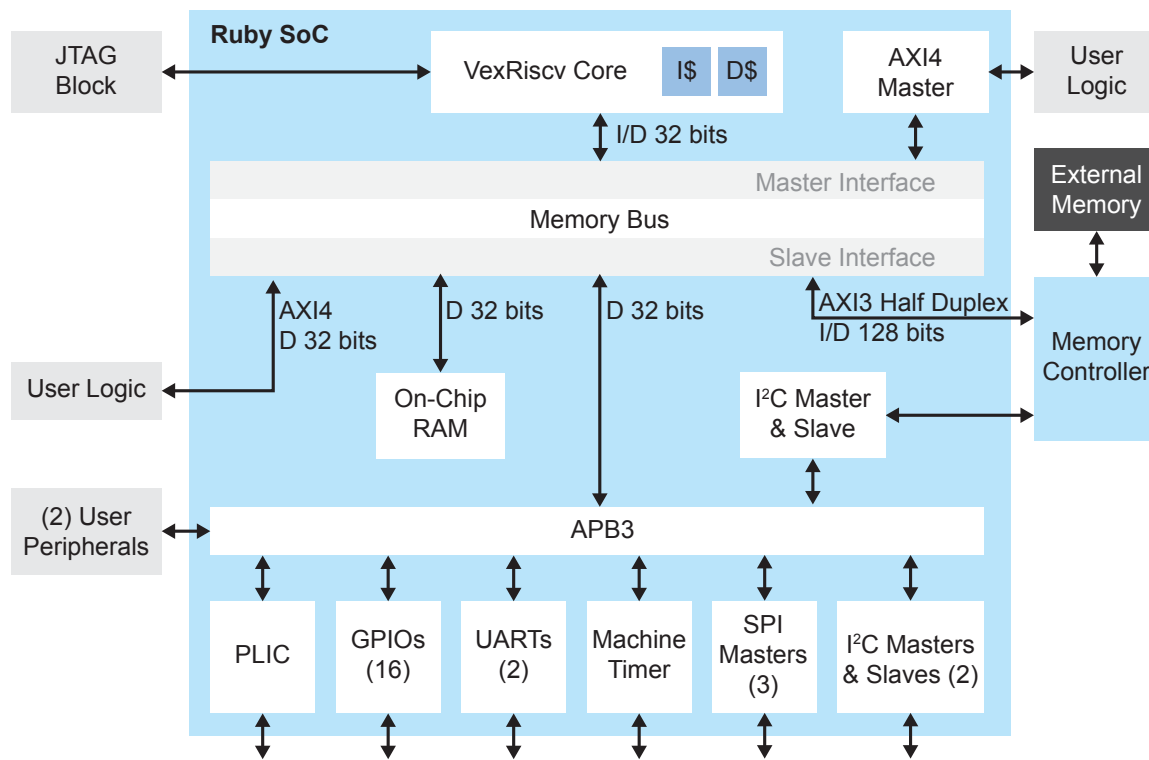 Ruby SoC
JTAG
Block
VexRiscv Core
I$
D$
AXI4
Master
User
Logic
I/D 32 bits
Master Interface
Memory Bus
Slave Interface
External
Memory
AXI4
D 32 bits
D 32 bits
D 32 bits
AXI3 Half Duplex
I/D 128 bits
Memory
Controller
User Logic
On-Chip
RAM
I²C Master
& Slave
(2) User
Peripherals
APB3
PLIC
GPIOs
(16)
UARTs
(2)
Machine
Timer
SPI
Masters
(3)
I²C Masters
& Slaves (2)